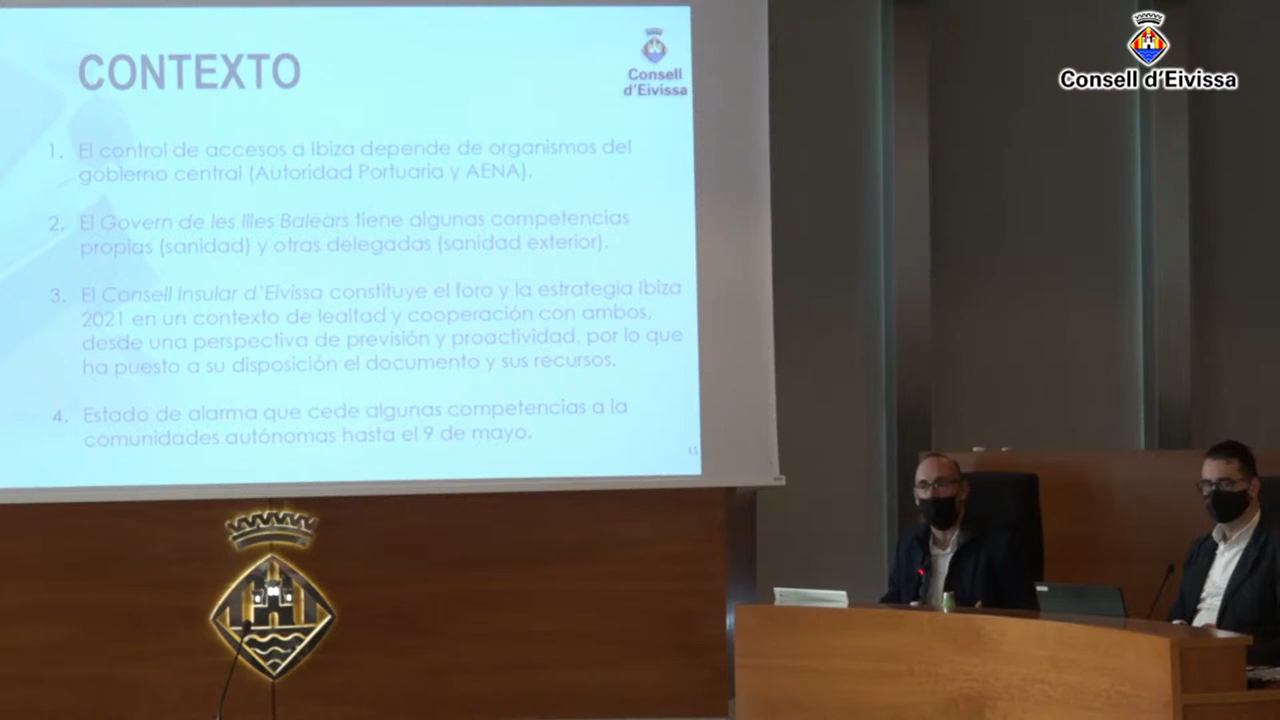 CONTEXTO
Consell
d'Eivissa
1. El control de accesos a Ibiza depende de organismos del
gobierno central (Autoridad Portuaria y AENA).
2. El Govern de les Illes Balears tiene algunas competencias
propias (sanidad) y otras delegadas (sanidad exterior).
3. El Consell Insular d'Eivissa constituye el foro y la estrategia Ibiza
2021 en un contexto de lealtad y cooperación con ambos,
desde una perspectiva de previsión y proactividad, por lo que
ha puesto a su disposición el documento y sus recursos.
4. Estado de alarma que cede algunas competencias a la
comunidades autónomas hasta el 9 de mayo.
Consell d'Eivissa